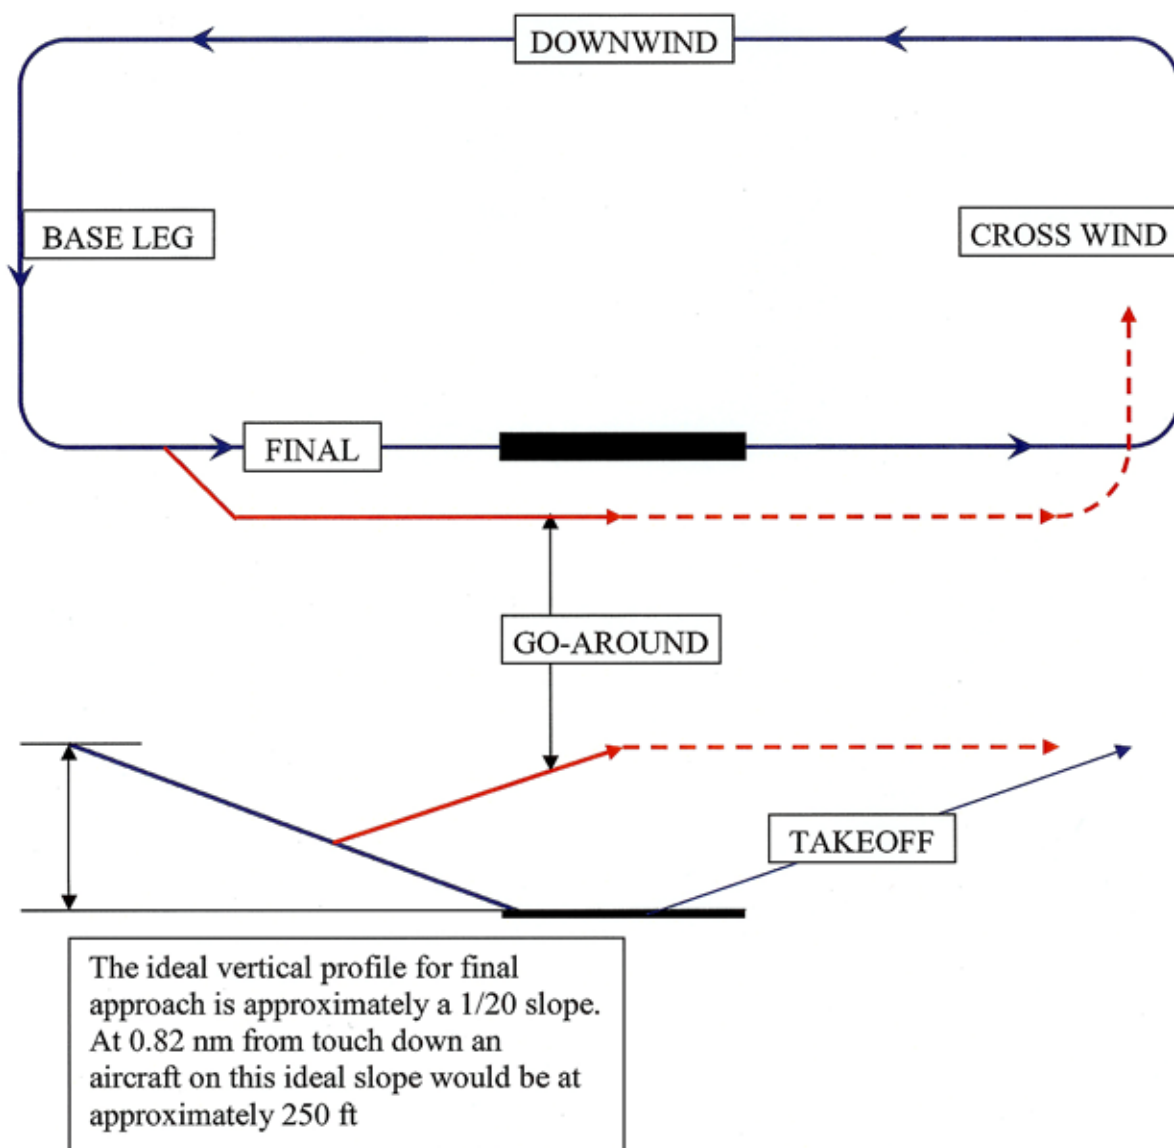 DOWNWIND
BASE LEG
CROSS WIND
FINAL
GO-AROUND
TAKEOFF
The ideal vertical profile for final
approach is approximately a 1/20 slope.
At 0.82 nm from touch down an
aircraft on this ideal slope would be at
approximately 250 ft